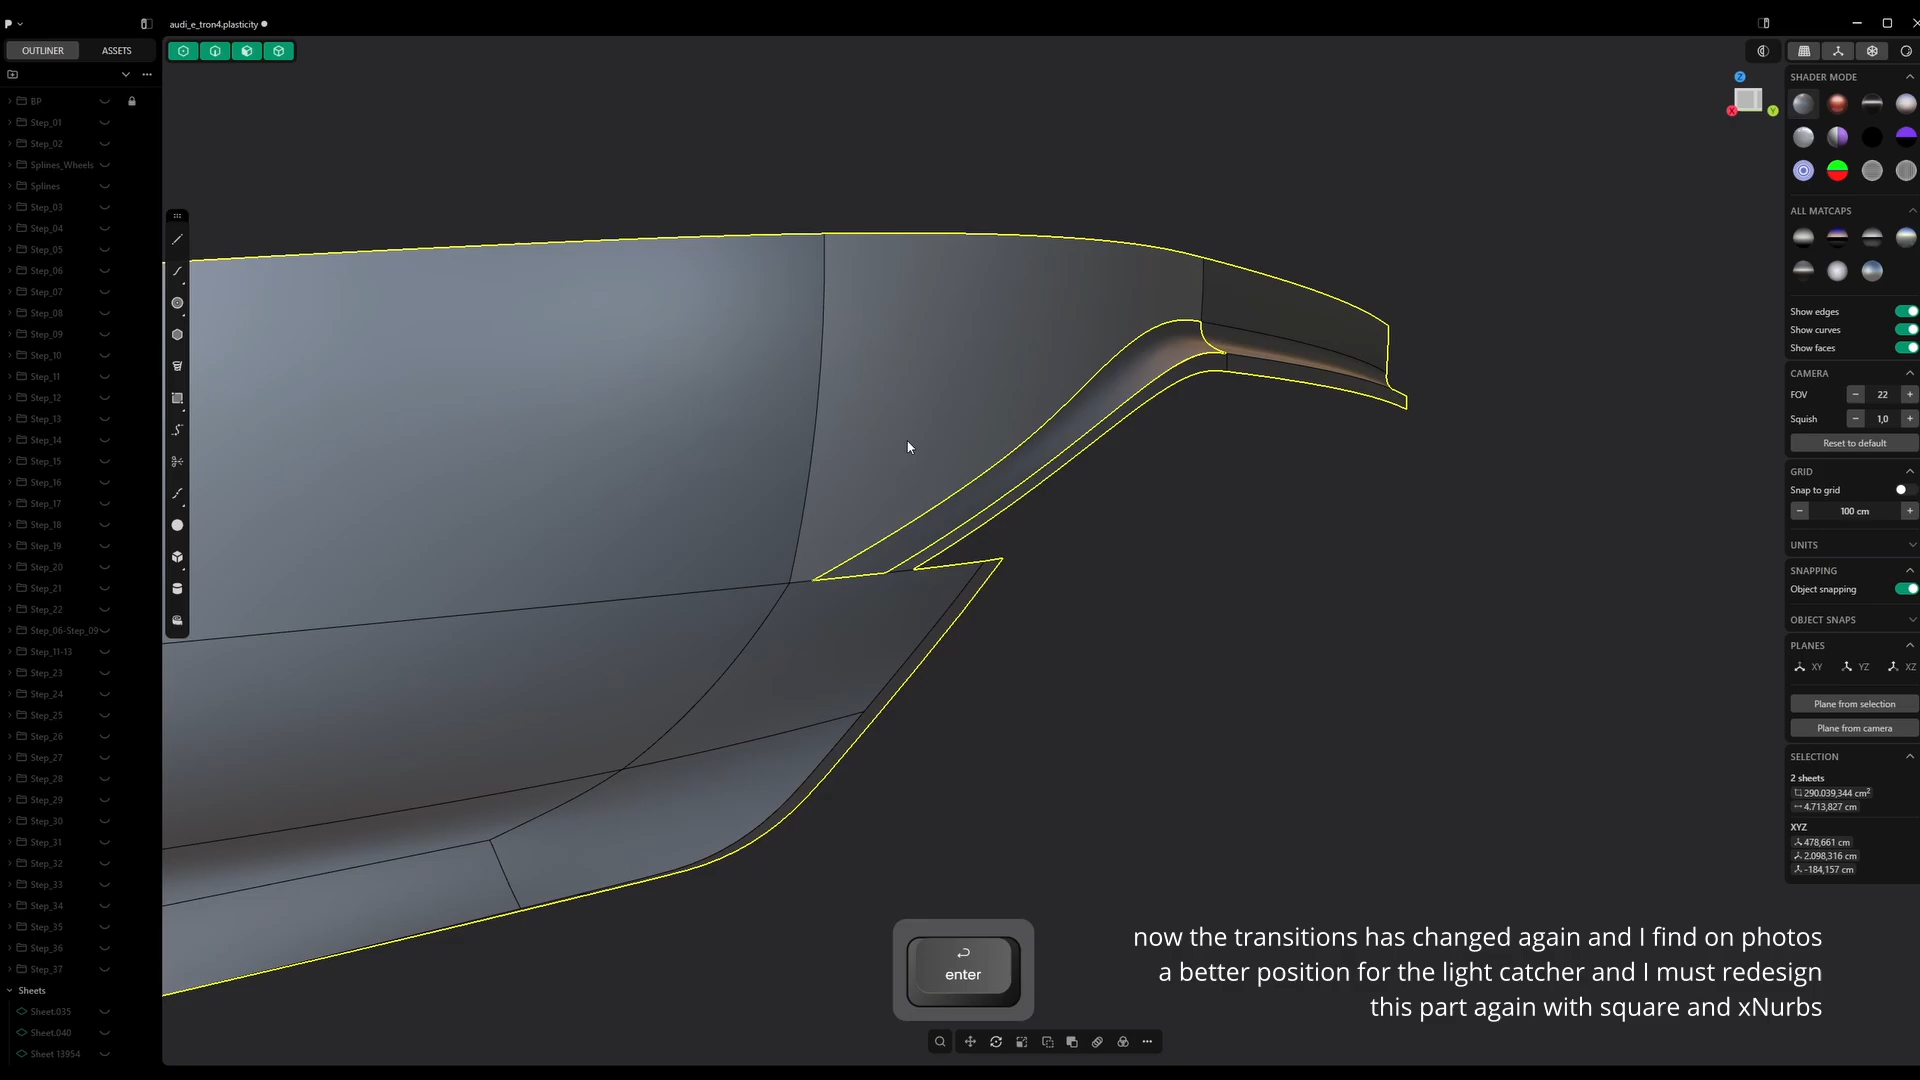 audi_e_tron4.plasticity
OUTLINER
ASSETS
BP
Step_01
Step_02
Splines_Wheels
Splines
Step_03
Step_04
Step_05
Step_06
Step_07
Step_08
Step_09
Step_10
Step_11
Step_12
Step_13
Step_14
Step_15
Step_16
Step_17
Step_18
Step_19
Step_20
Step_21
Step_22
Step_06-Step_09
Step_11-13
Step_23
Step_24
Step_25
Step_26
Step_27
Step_28
Step_29
Step_30
Step_31
Step_32
Step_33
Step_34
Step_35
Step_36
Step_37
Sheets
Sheet.035
Sheet.040
Sheet 13954
Z
X
Y
SHADER MODE
ALL MATCAPS
Show edges
Show curves
Show faces
CAMERA
FOV
22
Squish
1,0
Reset to default
GRID
Snap to grid
100 cm
UNITS
SNAPPING
Object snapping
OBJECT SNAPS
PLANES
XY
YZ
XZ
Plane from selection
Plane from camera
SELECTION
2 sheets
290.039,344 cm²
4.713,827 cm
XYZ
478,661 cm
2.098,316 cm
-184,157 cm
enter
now the transitions has changed again and I find on photos
a better position for the light catcher and I must redesign
this part again with square and xNurbs